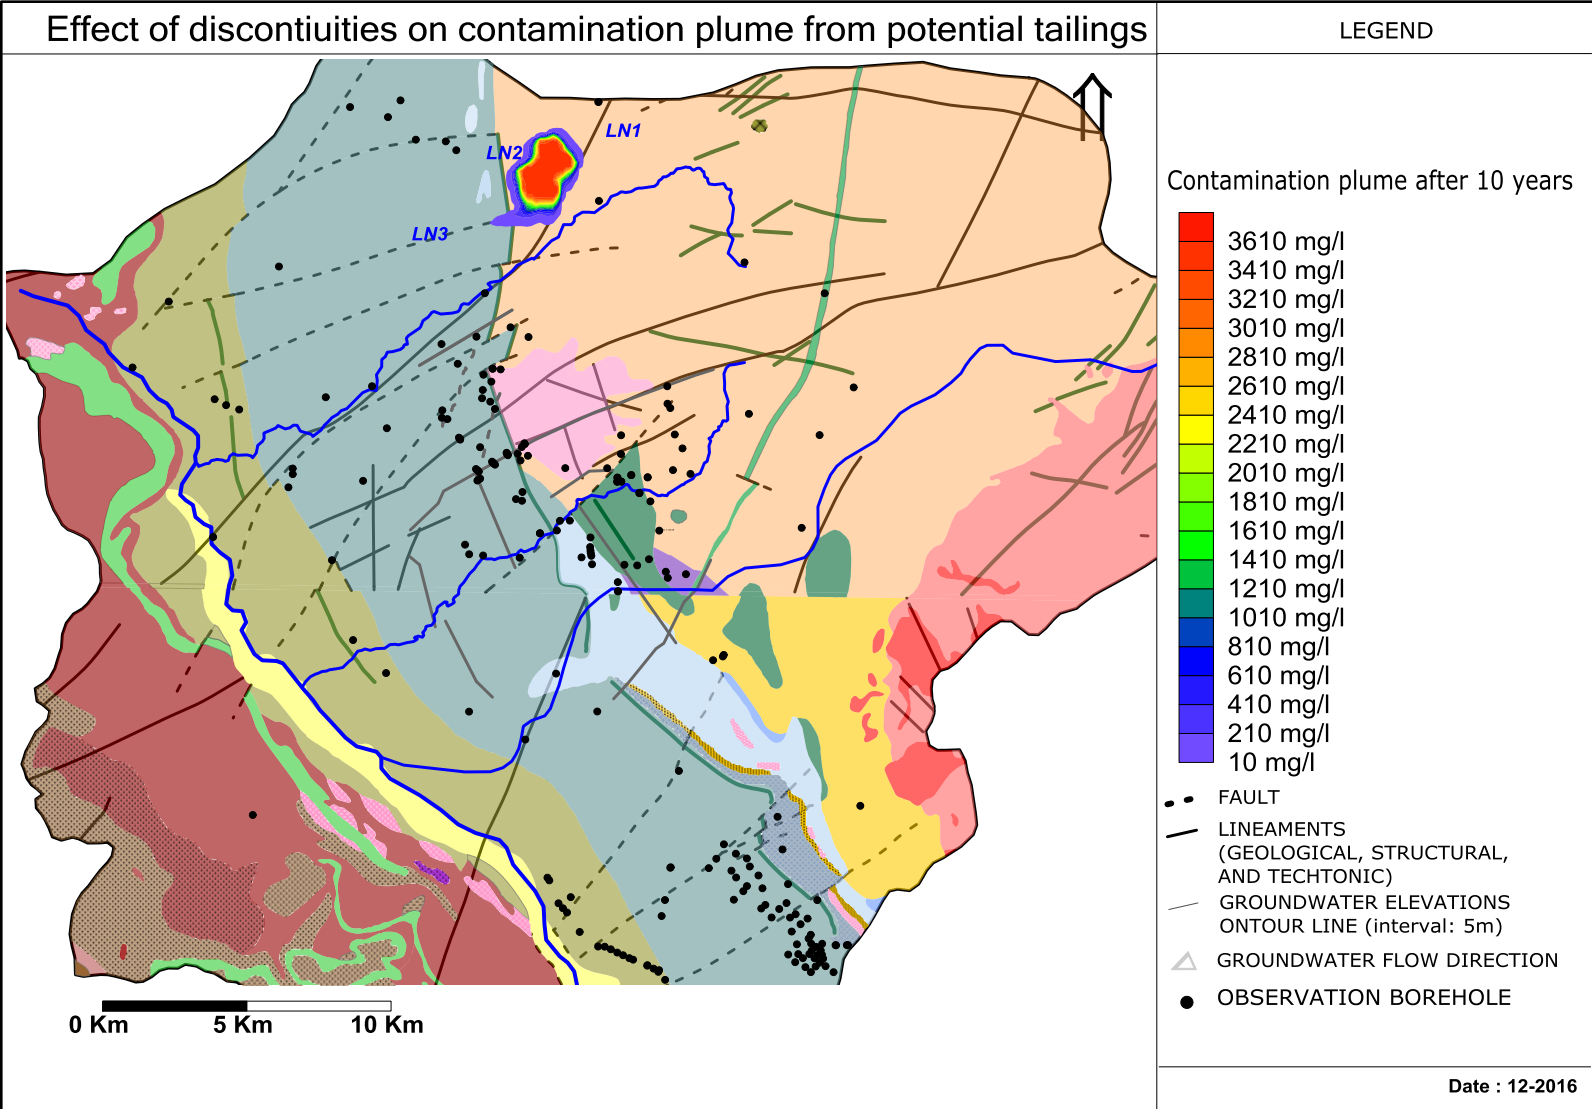 Effect of discontiuities on contamination plume from potential tailings
LEGEND
LN1
LN2
LN3
Contamination plume after 10 years
3610 mg/l
3410 mg/l
3210 mg/l
3010 mg/l
2810 mg/l
2610 mg/l
2410 mg/l
2210 mg/l
2010 mg/l
1810 mg/l
1610 mg/l
1410 mg/l
1210 mg/l
1010 mg/l
810 mg/l
610 mg/l
410 mg/l
210 mg/l
10 mg/l
FAULT
LINEAMENTS
(GEOLOGICAL, STRUCTURAL,
AND TECHTONIC)
GROUNDWATER ELEVATIONS
ONTOUR LINE (interval: 5m)
GROUNDWATER FLOW DIRECTION
OBSERVATION BOREHOLE
0 Km 5 Km 10 Km
Date : 12-2016